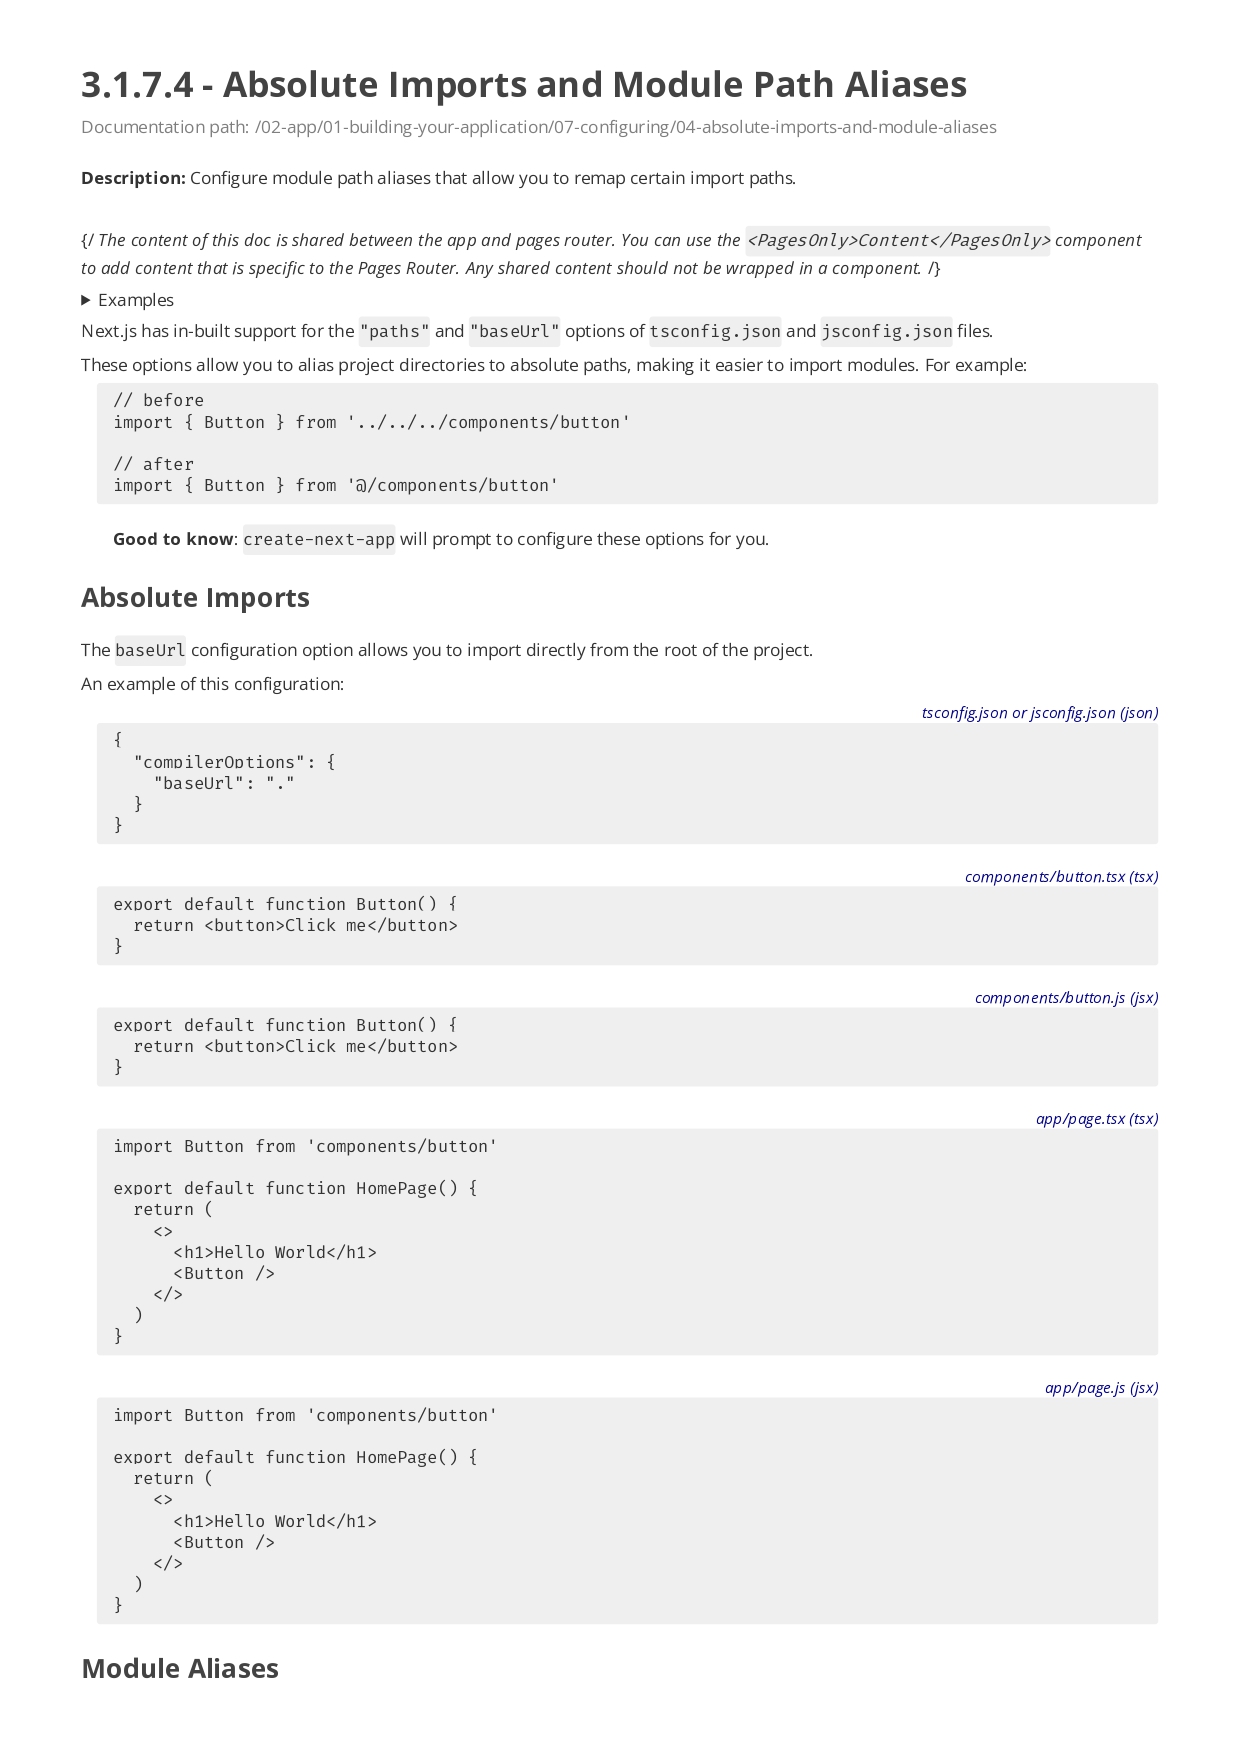 3.1.7.4 - Absolute Imports and Module Path Aliases
Documentation path: /02-app/01-building-your-application/07-configuring/04-absolute-imports-and-module-aliases
Description: Configure module path aliases that allow you to remap certain import paths.
{/ The content of this doc is shared between the app and pages router. You can use the <PagesOnly>Content</PagesOnly> component
to add content that is specific to the Pages Router. Any shared content should not be wrapped in a component. /}
▶ Examples
Next.js has in-built support for the "paths" and "baseUrl" options of tsconfig.json and jsconfig.json files.
These options allow you to alias project directories to absolute paths, making it easier to import modules. For example:
// before
import { Button } from '../../../components/button'
// after
import { Button } from '@/components/button'
Good to know: create-next-app will prompt to configure these options for you.
Absolute Imports
The baseUrl configuration option allows you to import directly from the root of the project.
An example of this configuration:
tsconfig.json or jsconfig.json (json)
{
  "compilerOptions": {
    "baseUrl": "."
  }
}
components/button.tsx (tsx)
export default function Button() {
  return <button>Click me</button>
}
components/button.js (jsx)
export default function Button() {
  return <button>Click me</button>
}
app/page.tsx (tsx)
import Button from 'components/button'
export default function HomePage() {
  return (
    <>
      <h1>Hello World</h1>
      <Button />
    </>
  )
}
app/page.js (jsx)
import Button from 'components/button'
export default function HomePage() {
  return (
    <>
      <h1>Hello World</h1>
      <Button />
    </>
  )
}
Module Aliases